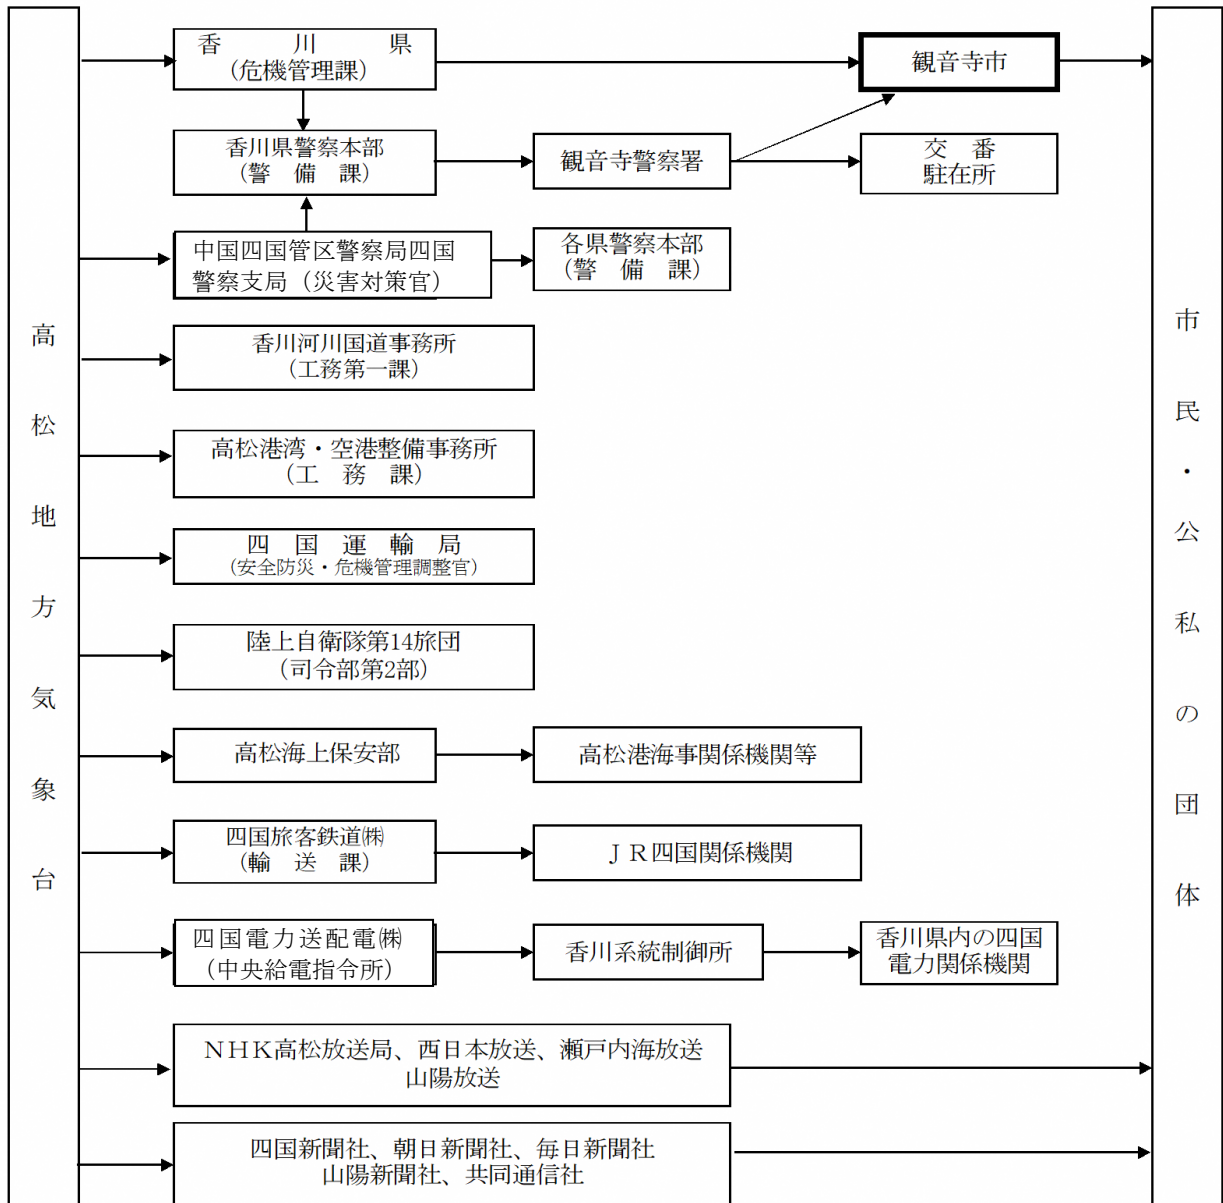 高松地方気象台
香川県
（危機管理課）
観音寺市
香川県警察本部
（警備課）
観音寺警察署
交番
駐在所
中国四国管区警察局四国
警察支局（災害対策官）
各県警察本部
（警備課）
香川河川国道事務所
（工務第一課）
高松港湾・空港整備事務所
（工務課）
四国運輸局
（安全防災・危機管理調整官）
陸上自衛隊第14旅団
（司令部第2部）
高松海上保安部
高松港海事関係機関等
四国旅客鉄道㈱
（輸送課）
ＪＲ四国関係機関
四国電力送配電㈱
（中央給電指令所）
香川系統制御所
香川県内の四国
電力関係機関
ＮＨＫ高松放送局、西日本放送、瀬戸内海放送
山陽放送
四国新聞社、朝日新聞社、毎日新聞社
山陽新聞社、共同通信社
市民・公私の団体